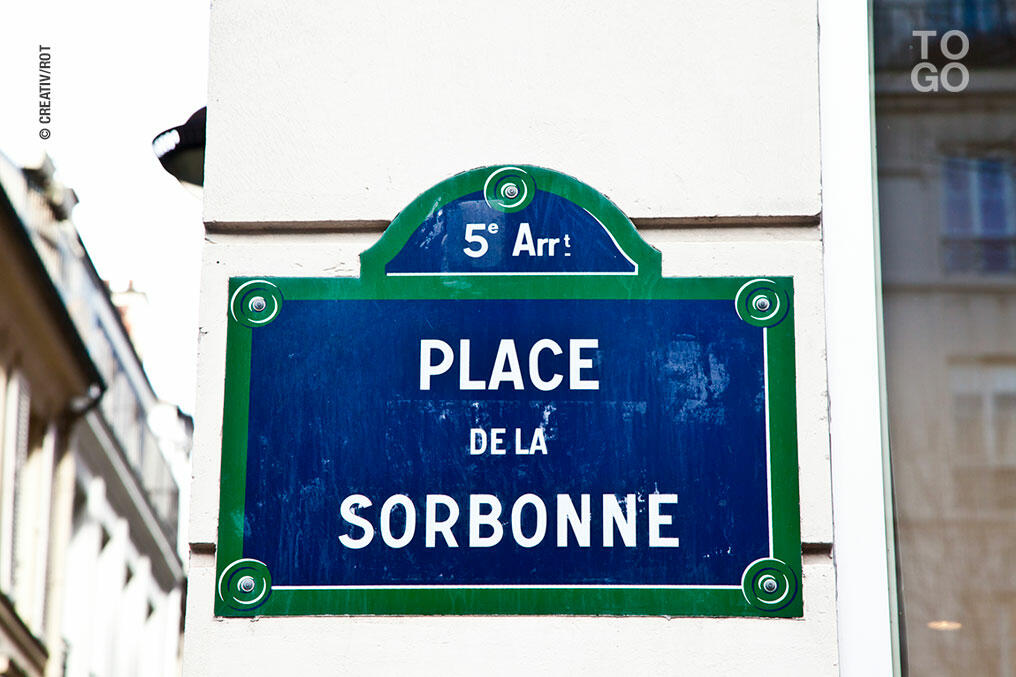 © CREATIV/ROT
TO
GO
5e Arrt
PLACE
DE LA
SORBONNE